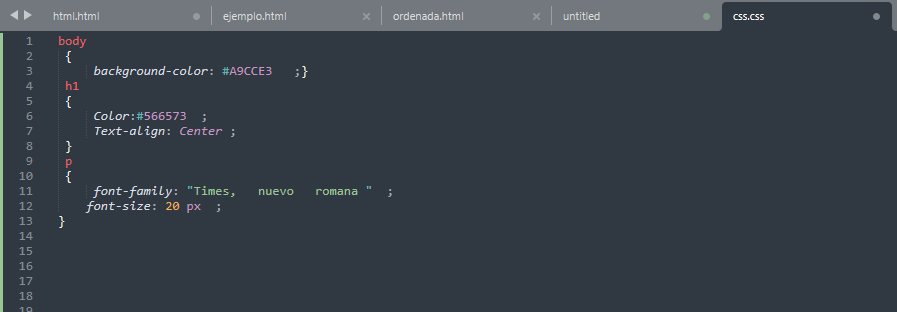 html.html ejemplo.html ordenada.html untitled css.css
1 body
2 {
3 background-color: #A9CCE3 ;}
4 h1
5 {
6 Color:#566573 ;
7 Text-align: Center ;
8 }
9 p
10 {
11 font-family: "Times, nuevo romana " ;
12 font-size: 20 px ;
13 }
14
15
16
17
18
19